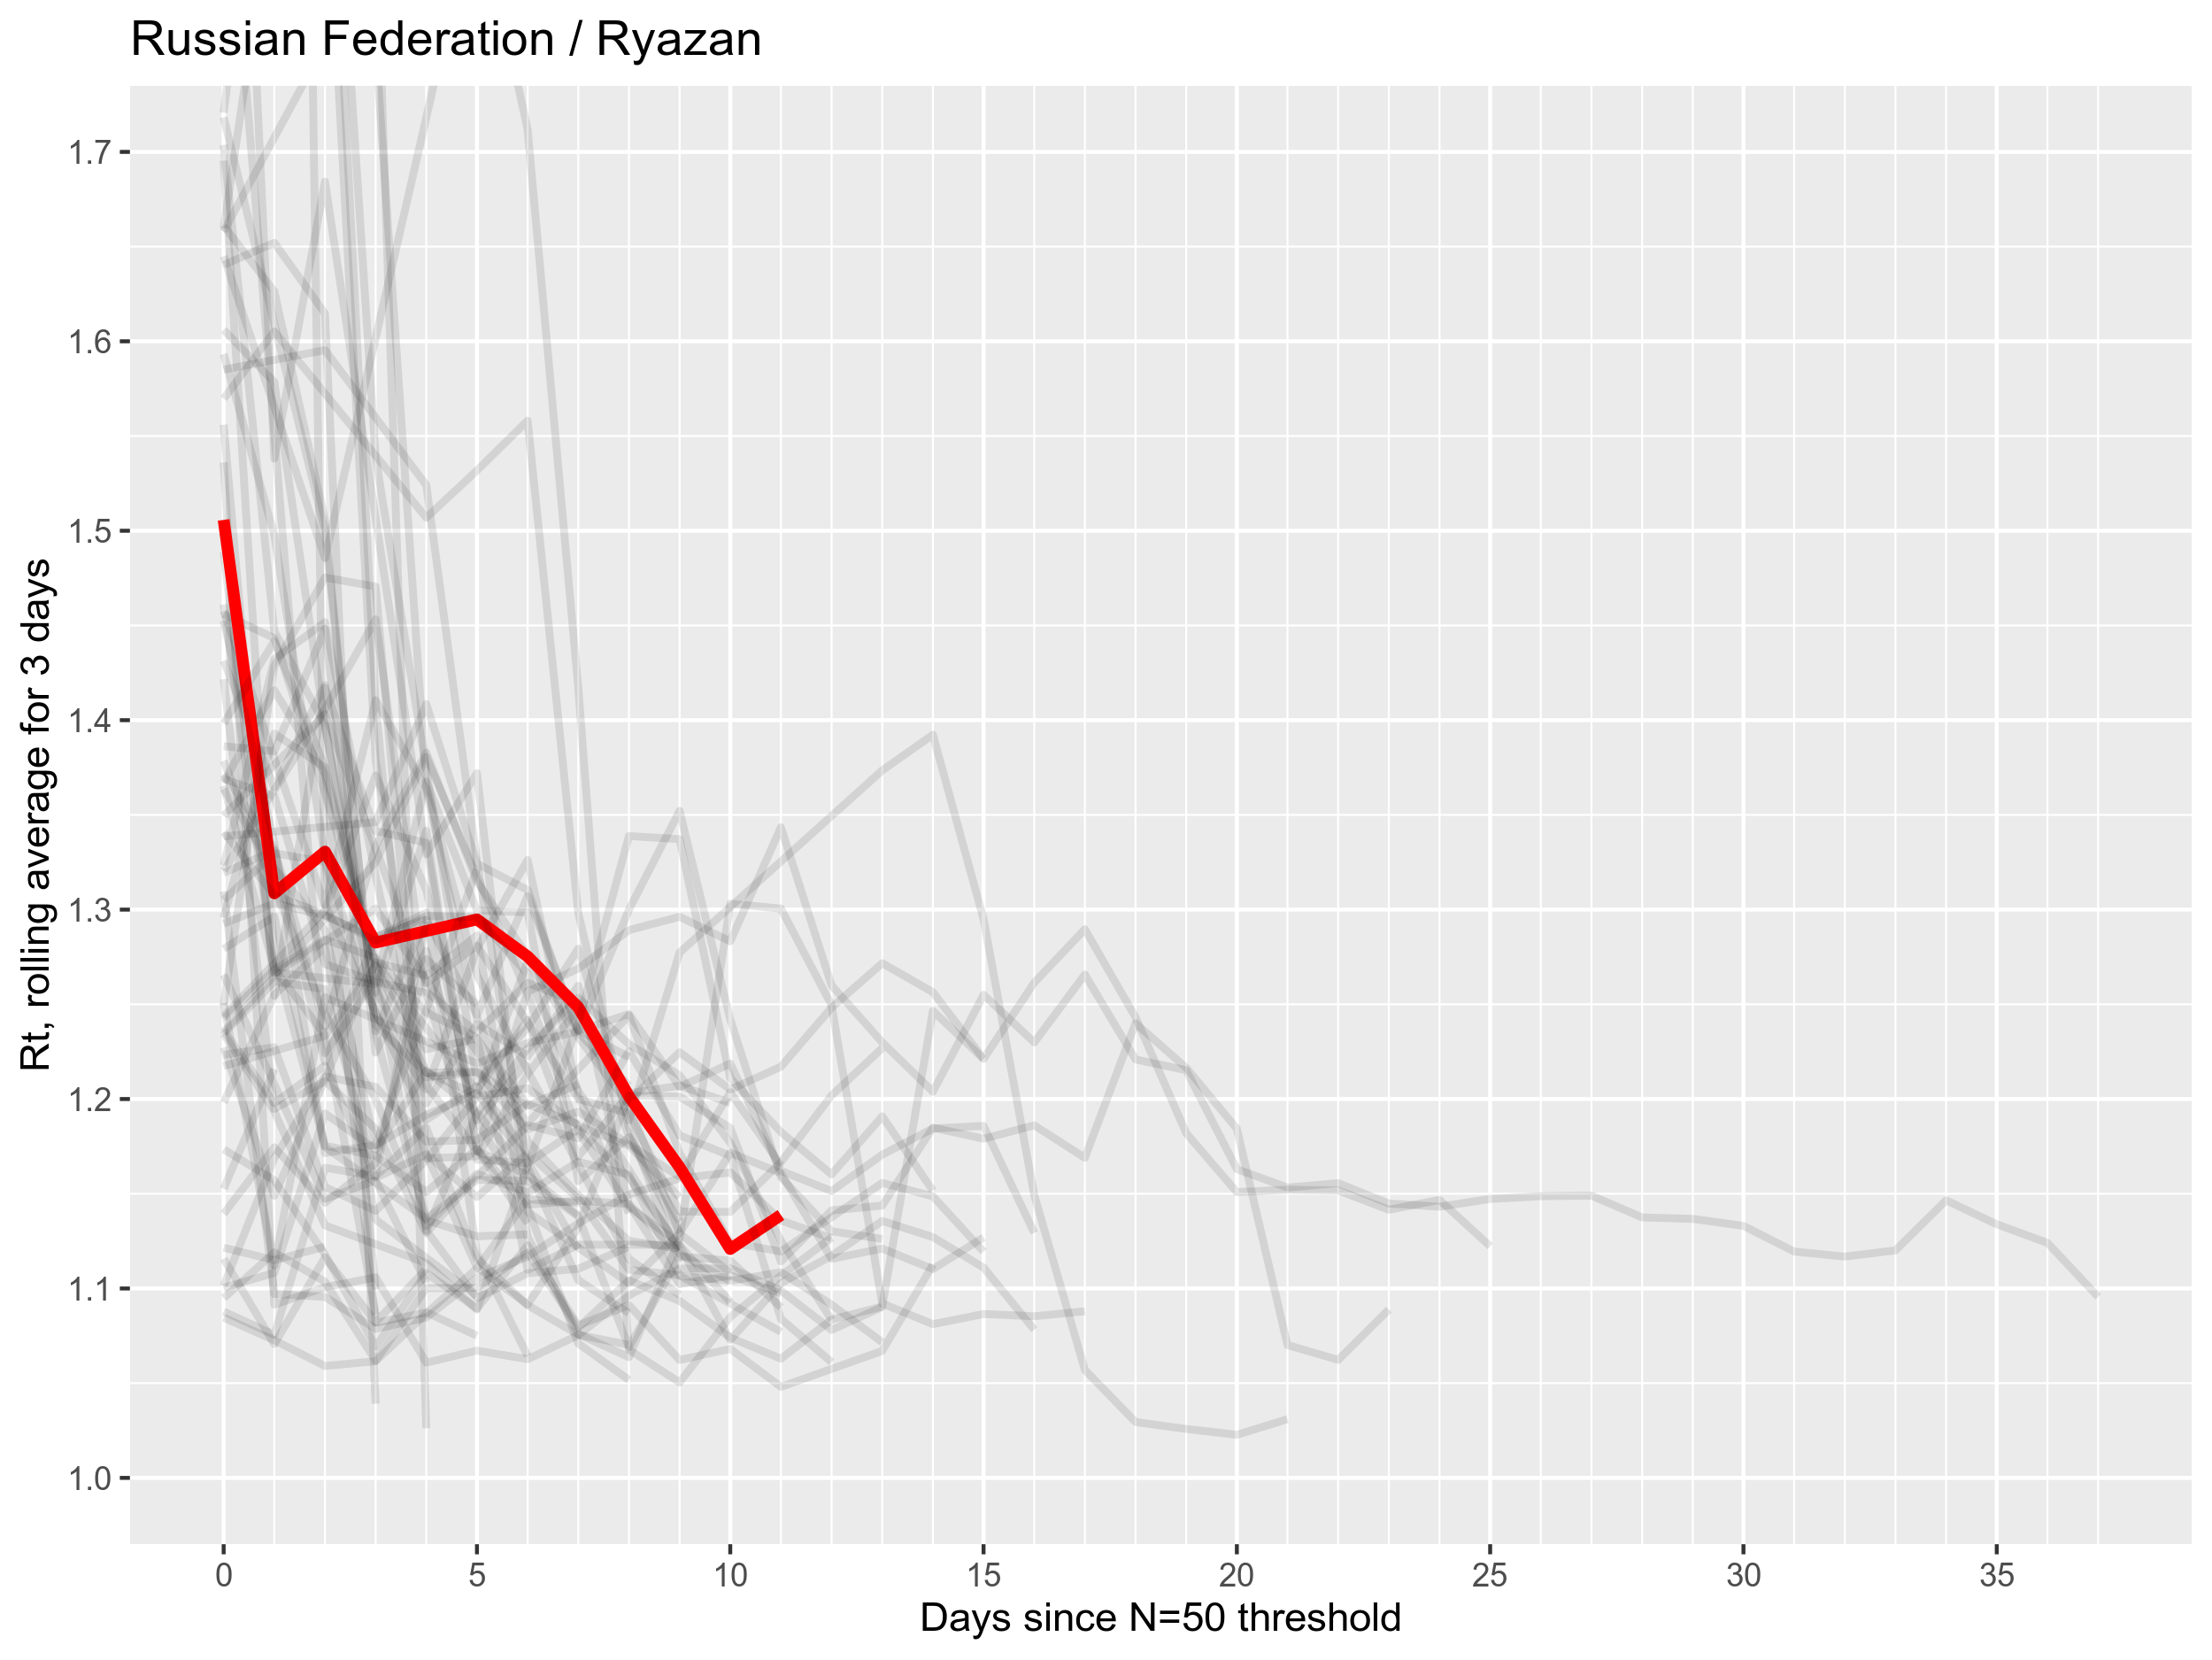 Russian Federation / Ryazan
Rt, rolling average for 3 days
1.7
1.6
1.5
1.4
1.3
1.2
1.1
1.0
0 5 10 15 20 25 30 35
Days since N=50 threshold